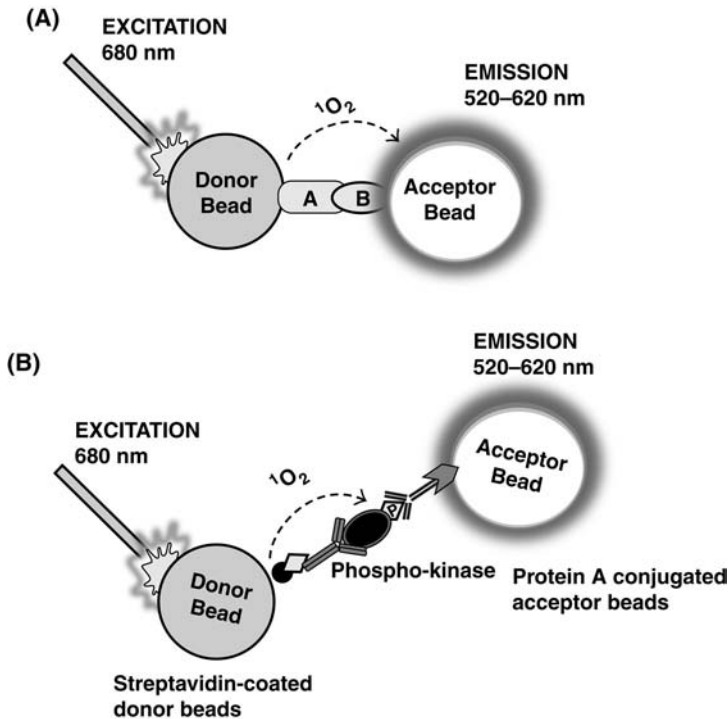 (A)
EXCITATION
680 nm
EMISSION
520–620 nm
¹O₂
Donor
Bead
A
B
Acceptor
Bead
(B)
EMISSION
520–620 nm
EXCITATION
680 nm
¹O₂
Acceptor
Bead
P
Donor
Bead
Phospho-kinase
Protein A conjugated
acceptor beads
Streptavidin-coated
donor beads